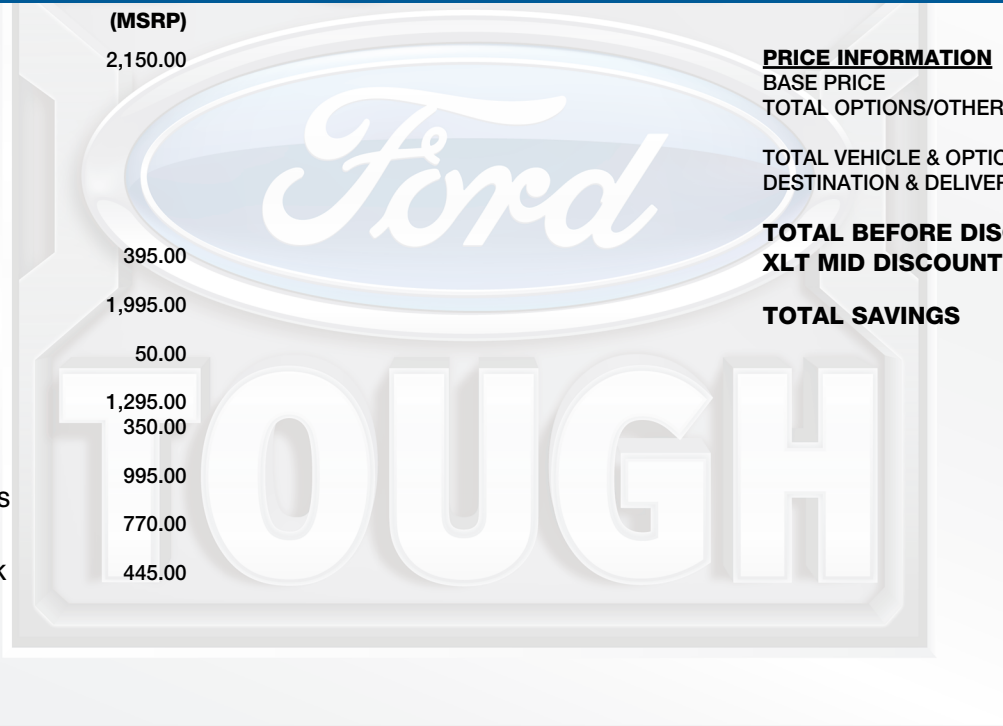 (MSRP)
2,150.00
395.00
1,995.00
50.00
1,295.00
350.00
995.00
S
770.00
K
445.00
PRICE INFORMATION
BASE PRICE
TOTAL OPTIONS/OTHER
TOTAL VEHICLE & OPTIO
DESTINATION & DELIVER
TOTAL BEFORE DISC
XLT MID DISCOUNT
TOTAL SAVINGS
Ford
TOUGH